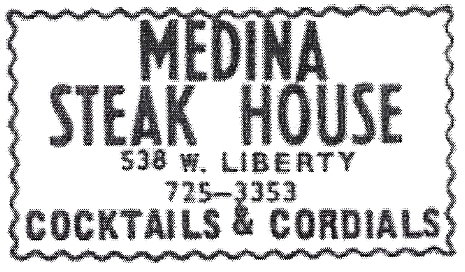 MEDINA
STEAK HOUSE
538 W. LIBERTY
725-3353
COCKTAILS & CORDIALS